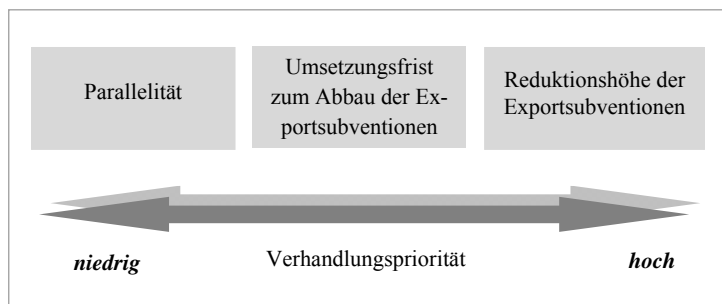 Parallelität
Umsetzungsfrist
zum Abbau der Ex-
portsubventionen
Reduktionshöhe der
Exportsubventionen
niedrig
Verhandlungspriorität
hoch